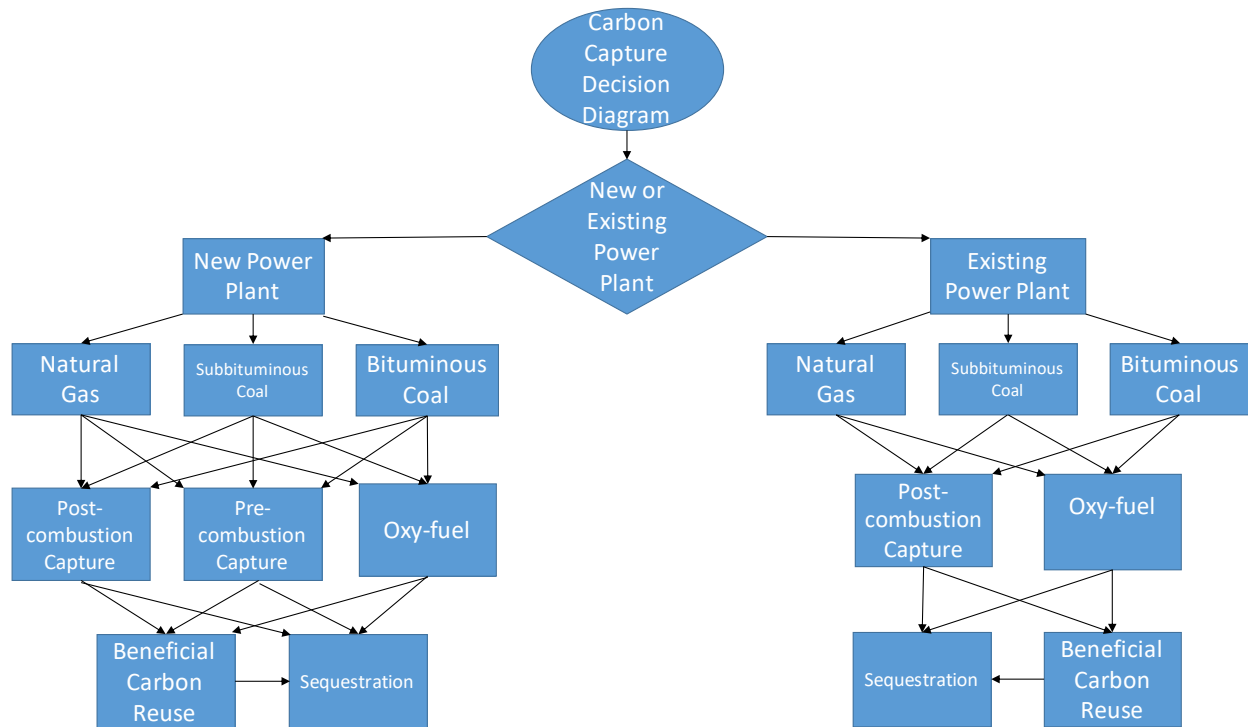 Carbon
Capture
Decision
Diagram
New or
Existing
Power
Plant
New Power
Plant
Existing
Power Plant
Natural
Gas
Subbituminous
Coal
Bituminous
Coal
Natural
Gas
Subbituminous
Coal
Bituminous
Coal
Post-
combustion
Capture
Pre-
combustion
Capture
Oxy-fuel
Post-
combustion
Capture
Oxy-fuel
Beneficial
Carbon
Reuse
Sequestration
Sequestration
Beneficial
Carbon
Reuse